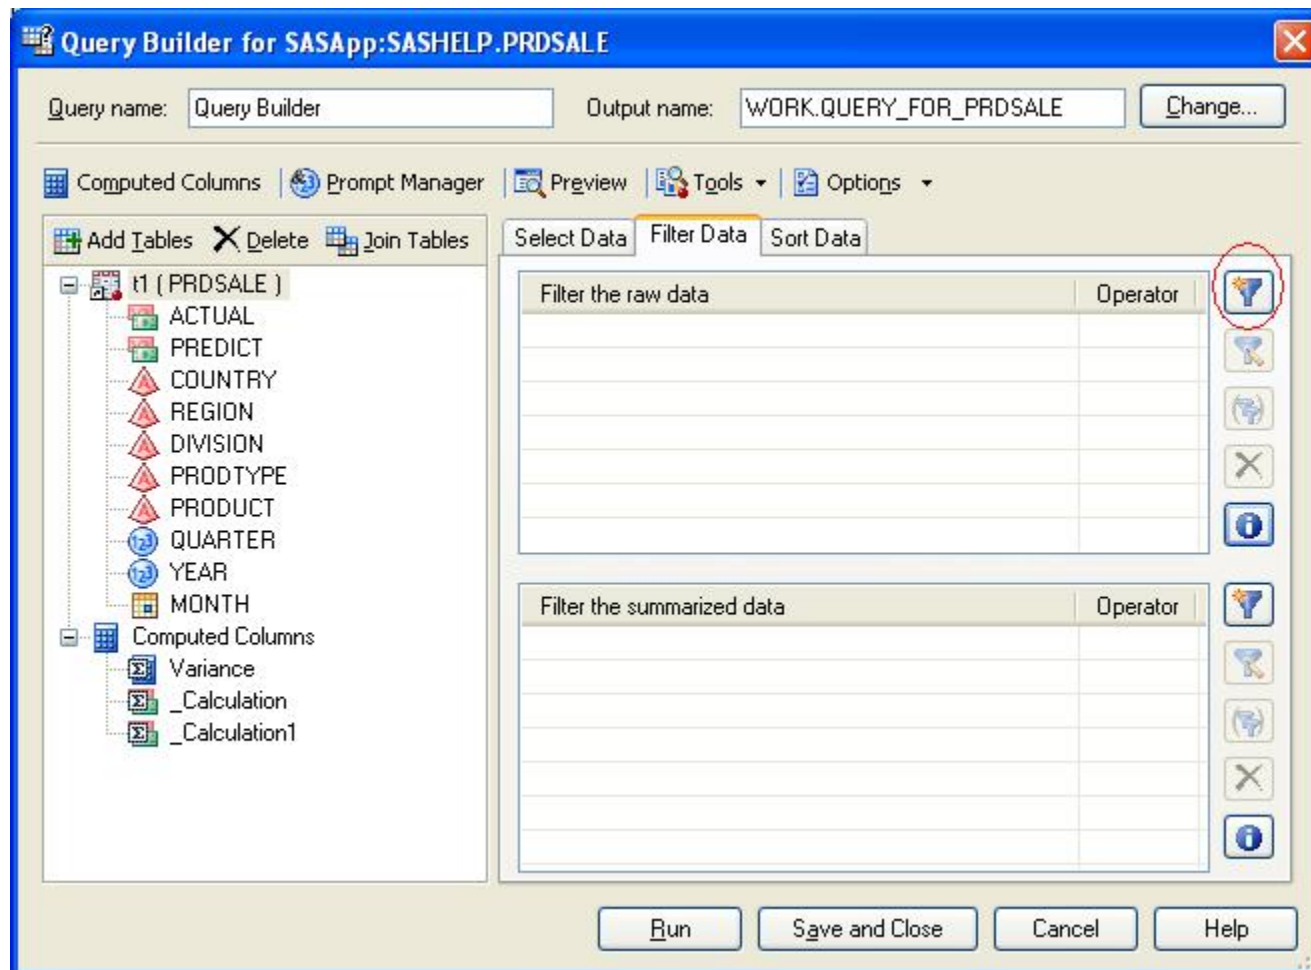 Query Builder for SASApp:SASHELP.PRDSALE
Query name: Query Builder Output name: WORK.QUERY_FOR_PRDSALE Change...
Computed Columns Prompt Manager Preview Tools Options
Add Tables Delete Join Tables
Select Data Filter Data Sort Data
t1 ( PRDSALE )
ACTUAL
PREDICT
COUNTRY
REGION
DIVISION
PRODTYPE
PRODUCT
QUARTER
YEAR
MONTH
Computed Columns
Variance
_Calculation
_Calculation1
Filter the raw data Operator
Filter the summarized data Operator
Run Save and Close Cancel Help